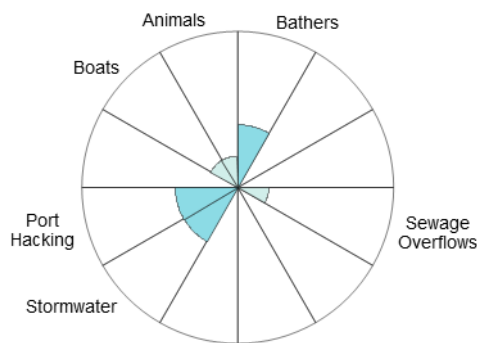 Animals
Bathers
Boats
Port
Hacking
Sewage
Overflows
Stormwater